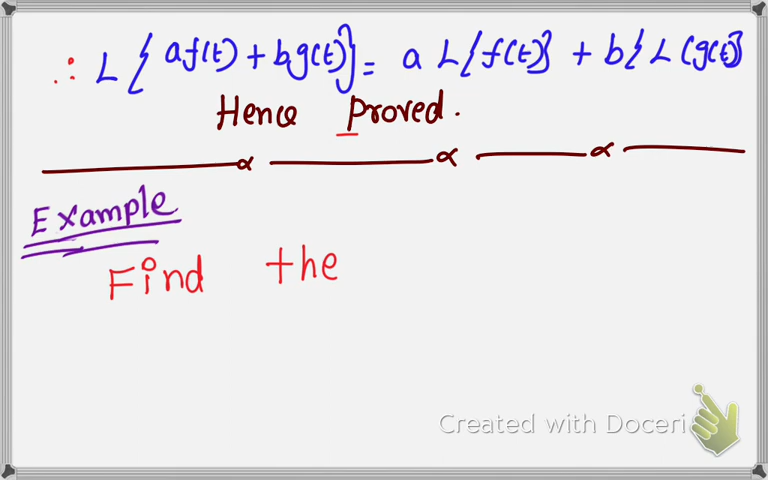 ∴ L{af(t) + bg(t)} = a L{f(t)} + b{L(g(t)}
Hence Proved.
Example
Find the
Created with Doceri